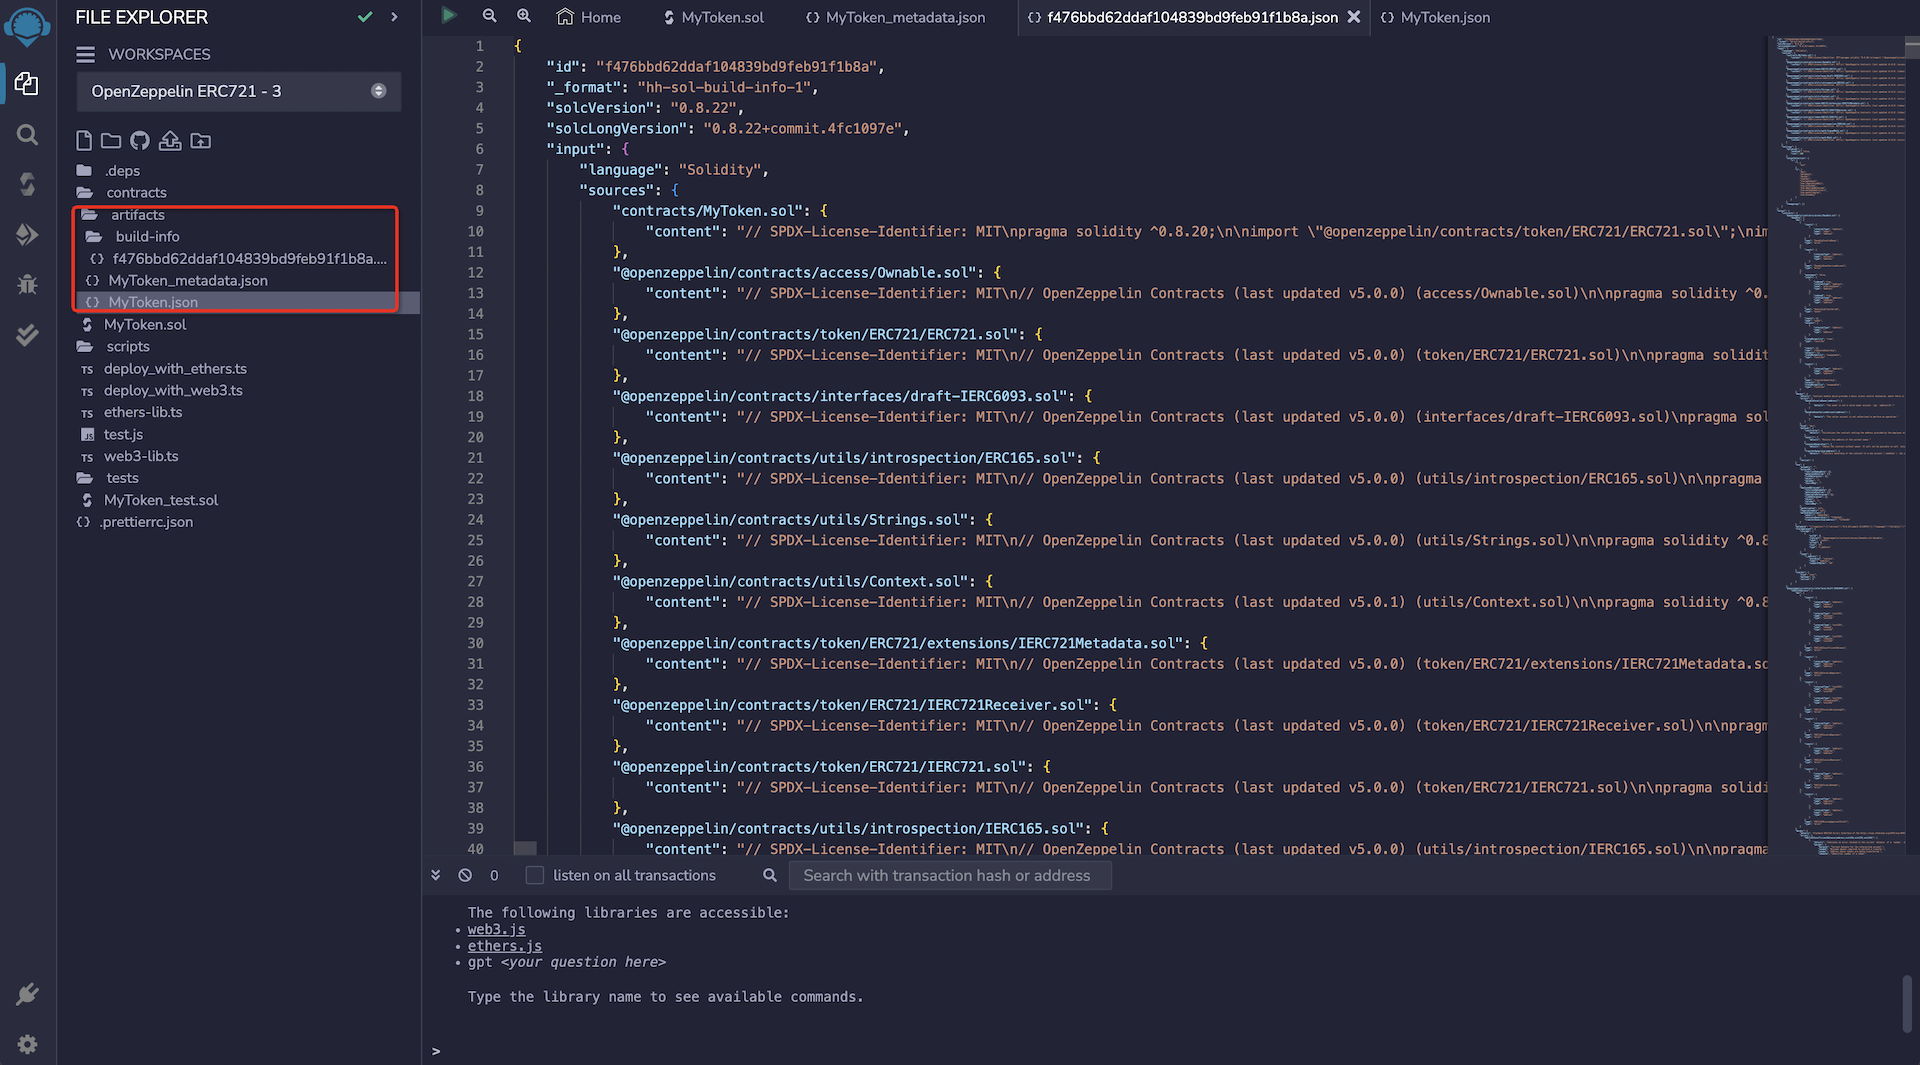 FILE EXPLORER
WORKSPACES
OpenZeppelin ERC721 - 3
.deps
contracts
artifacts
build-info
f476bbd62ddaf104839bd9feb91f1b8a....
MyToken_metadata.json
MyToken.json
MyToken.sol
scripts
TS deploy_with_ethers.ts
TS deploy_with_web3.ts
TS ethers-lib.ts
JS test.js
TS web3-lib.ts
tests
MyToken_test.sol
.prettierrc.json
Home MyToken.sol MyToken_metadata.json f476bbd62ddaf104839bd9feb91f1b8a.json MyToken.json
1 {
2 "id": "f476bbd62ddaf104839bd9feb91f1b8a",
3 "_format": "hh-sol-build-info-1",
4 "solcVersion": "0.8.22",
5 "solcLongVersion": "0.8.22+commit.4fc1097e",
6 "input": {
7 "language": "Solidity",
8 "sources": {
9 "contracts/MyToken.sol": {
10 "content": "// SPDX-License-Identifier: MIT\npragma solidity ^0.8.20;\n\nimport \"@openzeppelin/contracts/token/ERC721/ERC721.sol\";\nim
11 },
12 "@openzeppelin/contracts/access/Ownable.sol": {
13 "content": "// SPDX-License-Identifier: MIT\n// OpenZeppelin Contracts (last updated v5.0.0) (access/Ownable.sol)\n\npragma solidity ^0.
14 },
15 "@openzeppelin/contracts/token/ERC721/ERC721.sol": {
16 "content": "// SPDX-License-Identifier: MIT\n// OpenZeppelin Contracts (last updated v5.0.0) (token/ERC721/ERC721.sol)\n\npragma solidit
17 },
18 "@openzeppelin/contracts/interfaces/draft-IERC6093.sol": {
19 "content": "// SPDX-License-Identifier: MIT\n// OpenZeppelin Contracts (last updated v5.0.0) (interfaces/draft-IERC6093.sol)\npragma sol
20 },
21 "@openzeppelin/contracts/utils/introspection/ERC165.sol": {
22 "content": "// SPDX-License-Identifier: MIT\n// OpenZeppelin Contracts (last updated v5.0.0) (utils/introspection/ERC165.sol)\n\npragma
23 },
24 "@openzeppelin/contracts/utils/Strings.sol": {
25 "content": "// SPDX-License-Identifier: MIT\n// OpenZeppelin Contracts (last updated v5.0.0) (utils/Strings.sol)\n\npragma solidity ^0.8
26 },
27 "@openzeppelin/contracts/utils/Context.sol": {
28 "content": "// SPDX-License-Identifier: MIT\n// OpenZeppelin Contracts (last updated v5.0.1) (utils/Context.sol)\n\npragma solidity ^0.8
29 },
30 "@openzeppelin/contracts/token/ERC721/extensions/IERC721Metadata.sol": {
31 "content": "// SPDX-License-Identifier: MIT\n// OpenZeppelin Contracts (last updated v5.0.0) (token/ERC721/extensions/IERC721Metadata.so
32 },
33 "@openzeppelin/contracts/token/ERC721/IERC721Receiver.sol": {
34 "content": "// SPDX-License-Identifier: MIT\n// OpenZeppelin Contracts (last updated v5.0.0) (token/ERC721/IERC721Receiver.sol)\n\npragm
35 },
36 "@openzeppelin/contracts/token/ERC721/IERC721.sol": {
37 "content": "// SPDX-License-Identifier: MIT\n// OpenZeppelin Contracts (last updated v5.0.0) (token/ERC721/IERC721.sol)\n\npragma solidi
38 },
39 "@openzeppelin/contracts/utils/introspection/IERC165.sol": {
40 "content": "// SPDX-License-Identifier: MIT\n// OpenZeppelin Contracts (last updated v5.0.0) (utils/introspection/IERC165.sol)\n\npragma
0 listen on all transactions Search with transaction hash or address
The following libraries are accessible:
• web3.js
• ethers.js
• gpt <your question here>
Type the library name to see available commands.
>